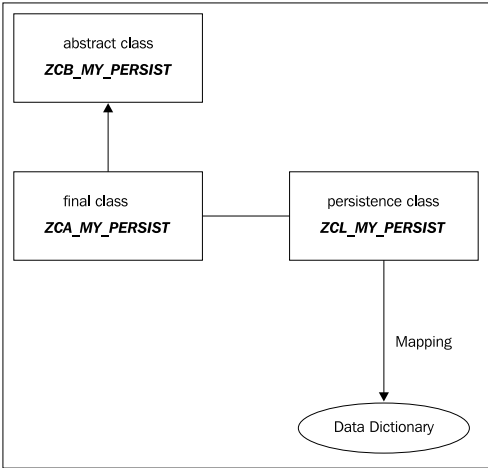 abstract class
ZCB_MY_PERSIST
final class
ZCA_MY_PERSIST
persistence class
ZCL_MY_PERSIST
Mapping
Data Dictionary